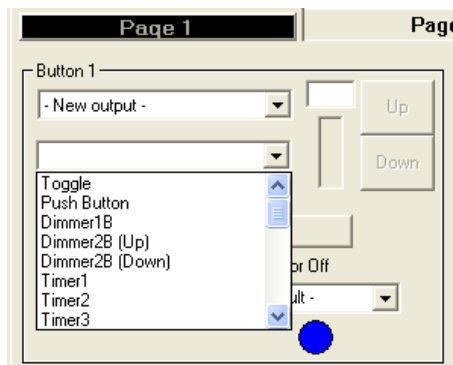 Page 1
Page
Button 1
- New output -
Up
Down
Toggle
Push Button
Dimmer1B
Dimmer2B (Up)
Dimmer2B (Down)
Timer1
Timer2
Timer3
or Off
ult -